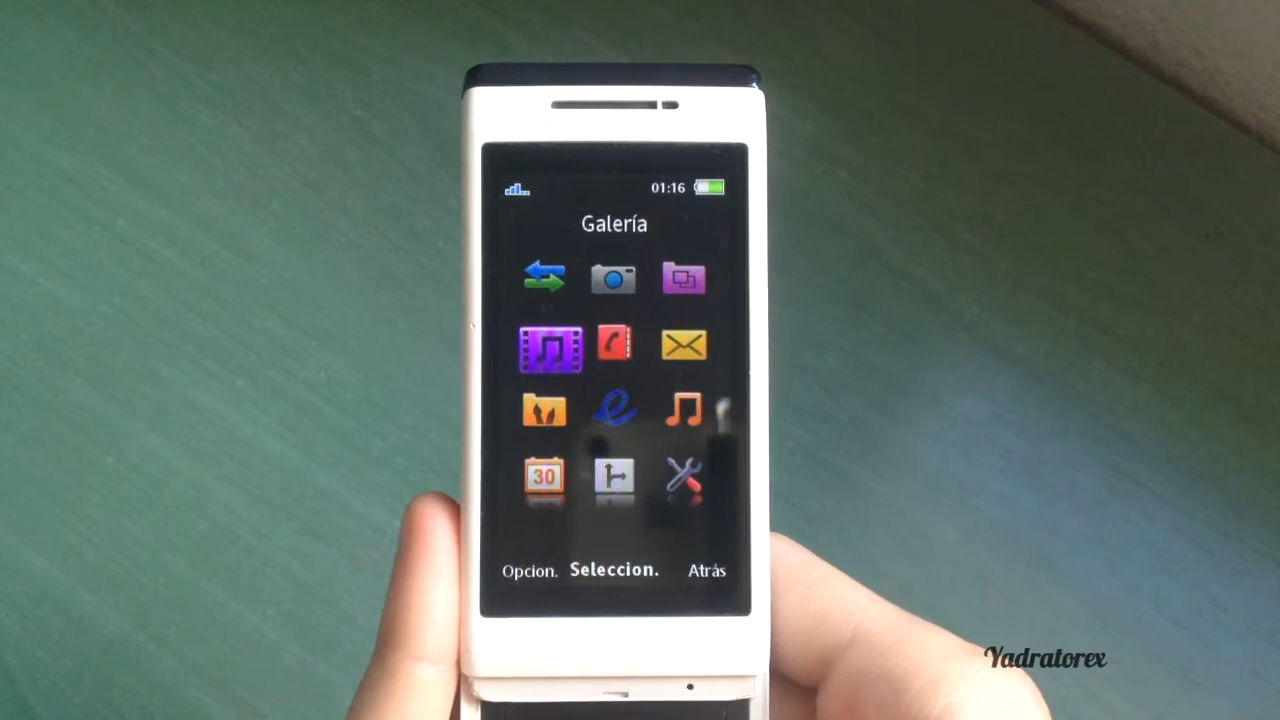 01:16
Galería
30
Opcion. Seleccion. Atrás
Yadratorex